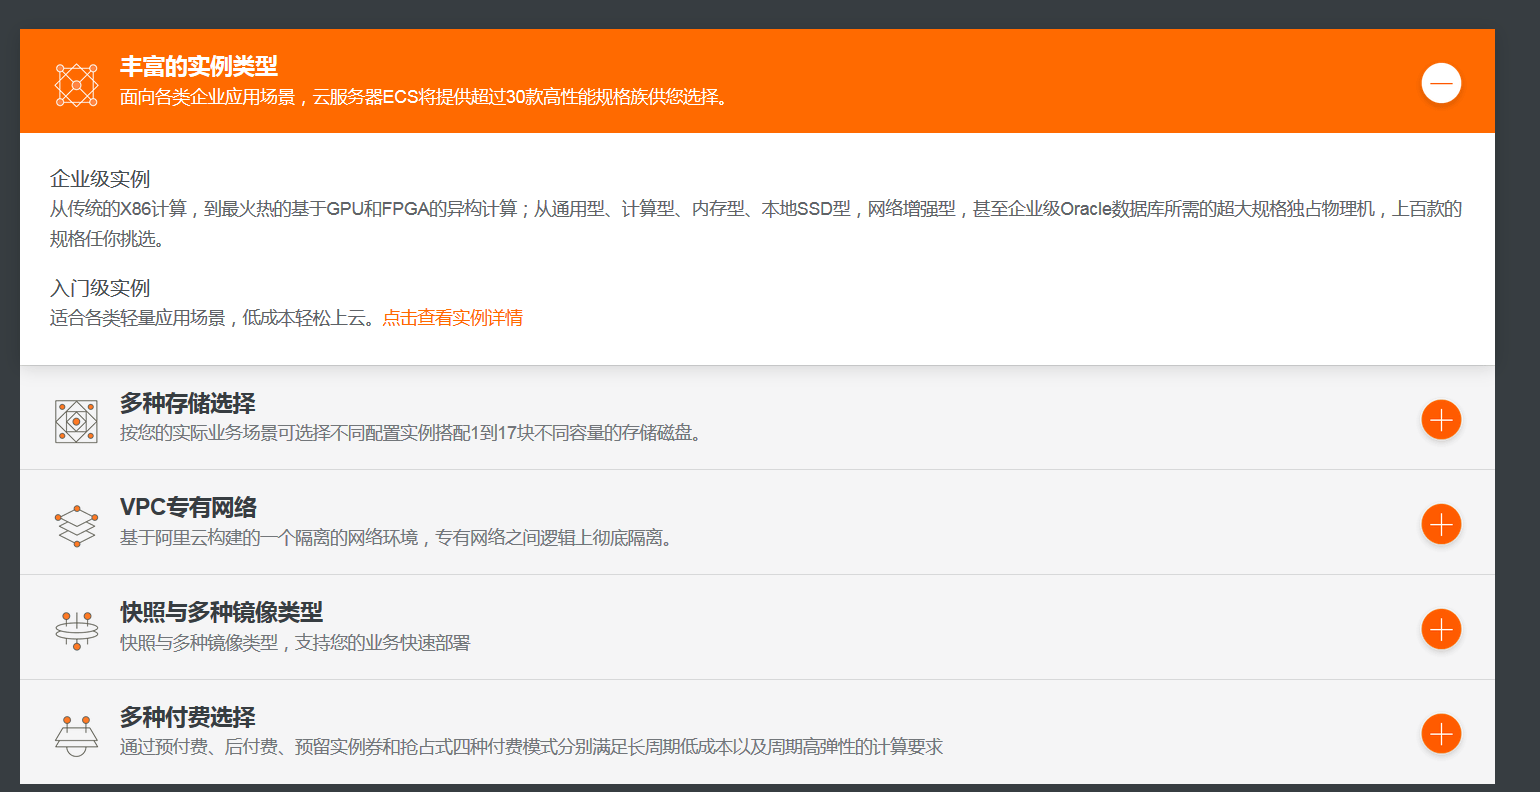 丰富的实例类型
面向各类企业应用场景，云服务器ECS将提供超过30款高性能规格族供您选择。
企业级实例
从传统的X86计算，到最火热的基于GPU和FPGA的异构计算；从通用型、计算型、内存型、本地SSD型，网络增强型，甚至企业级Oracle数据库所需的超大规格独占物理机，上百款的
规格任你挑选。
入门级实例
适合各类轻量应用场景，低成本轻松上云。点击查看实例详情
多种存储选择
按您的实际业务场景可选择不同配置实例搭配1到17块不同容量的存储磁盘。
VPC专有网络
基于阿里云构建的一个隔离的网络环境，专有网络之间逻辑上彻底隔离。
快照与多种镜像类型
快照与多种镜像类型，支持您的业务快速部署
多种付费选择
通过预付费、后付费、预留实例券和抢占式四种付费模式分别满足长周期低成本以及周期高弹性的计算要求